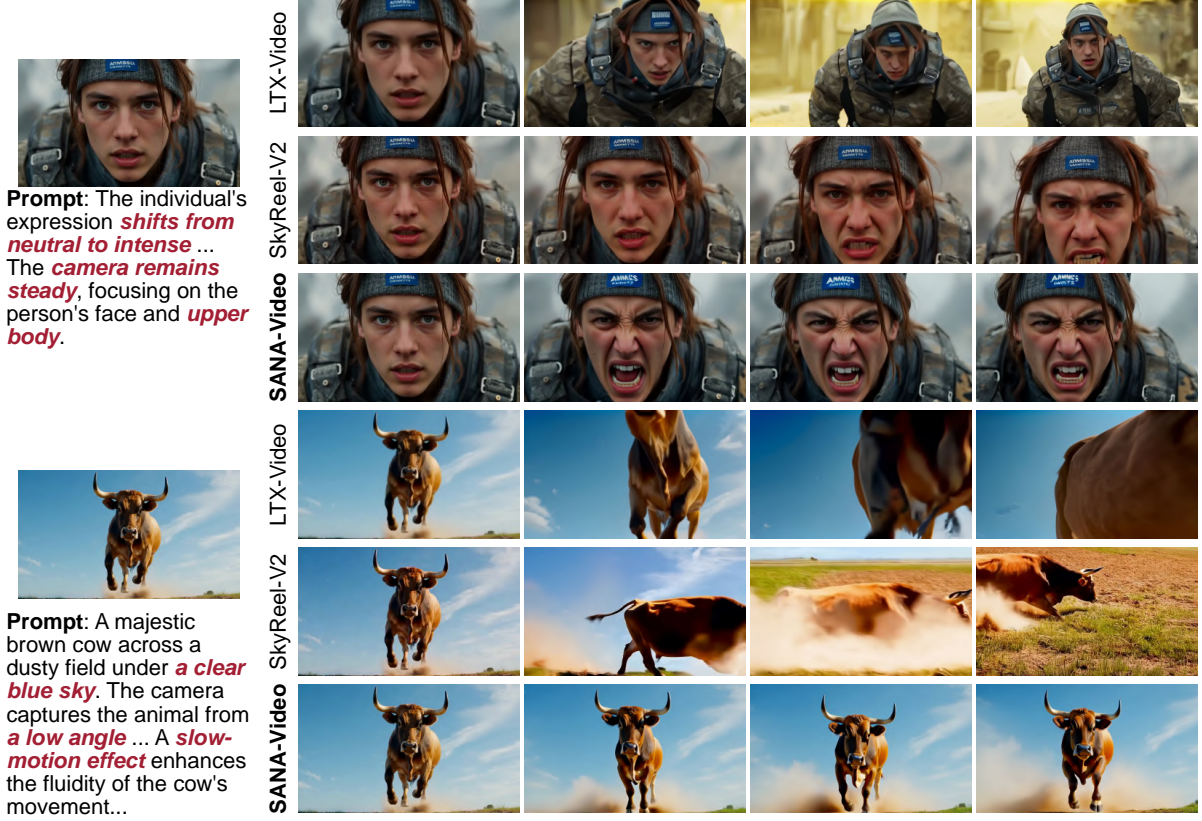 LTX-Video
SkyReel-V2
SANA-Video
Prompt: The individual's
expression shifts from
neutral to intense ...
The camera remains
steady, focusing on the
person's face and upper
body.
LTX-Video
SkyReel-V2
SANA-Video
Prompt: A majestic
brown cow across a
dusty field under a clear
blue sky. The camera
captures the animal from
a low angle ... A slow-
motion effect enhances
the fluidity of the cow's
movement...